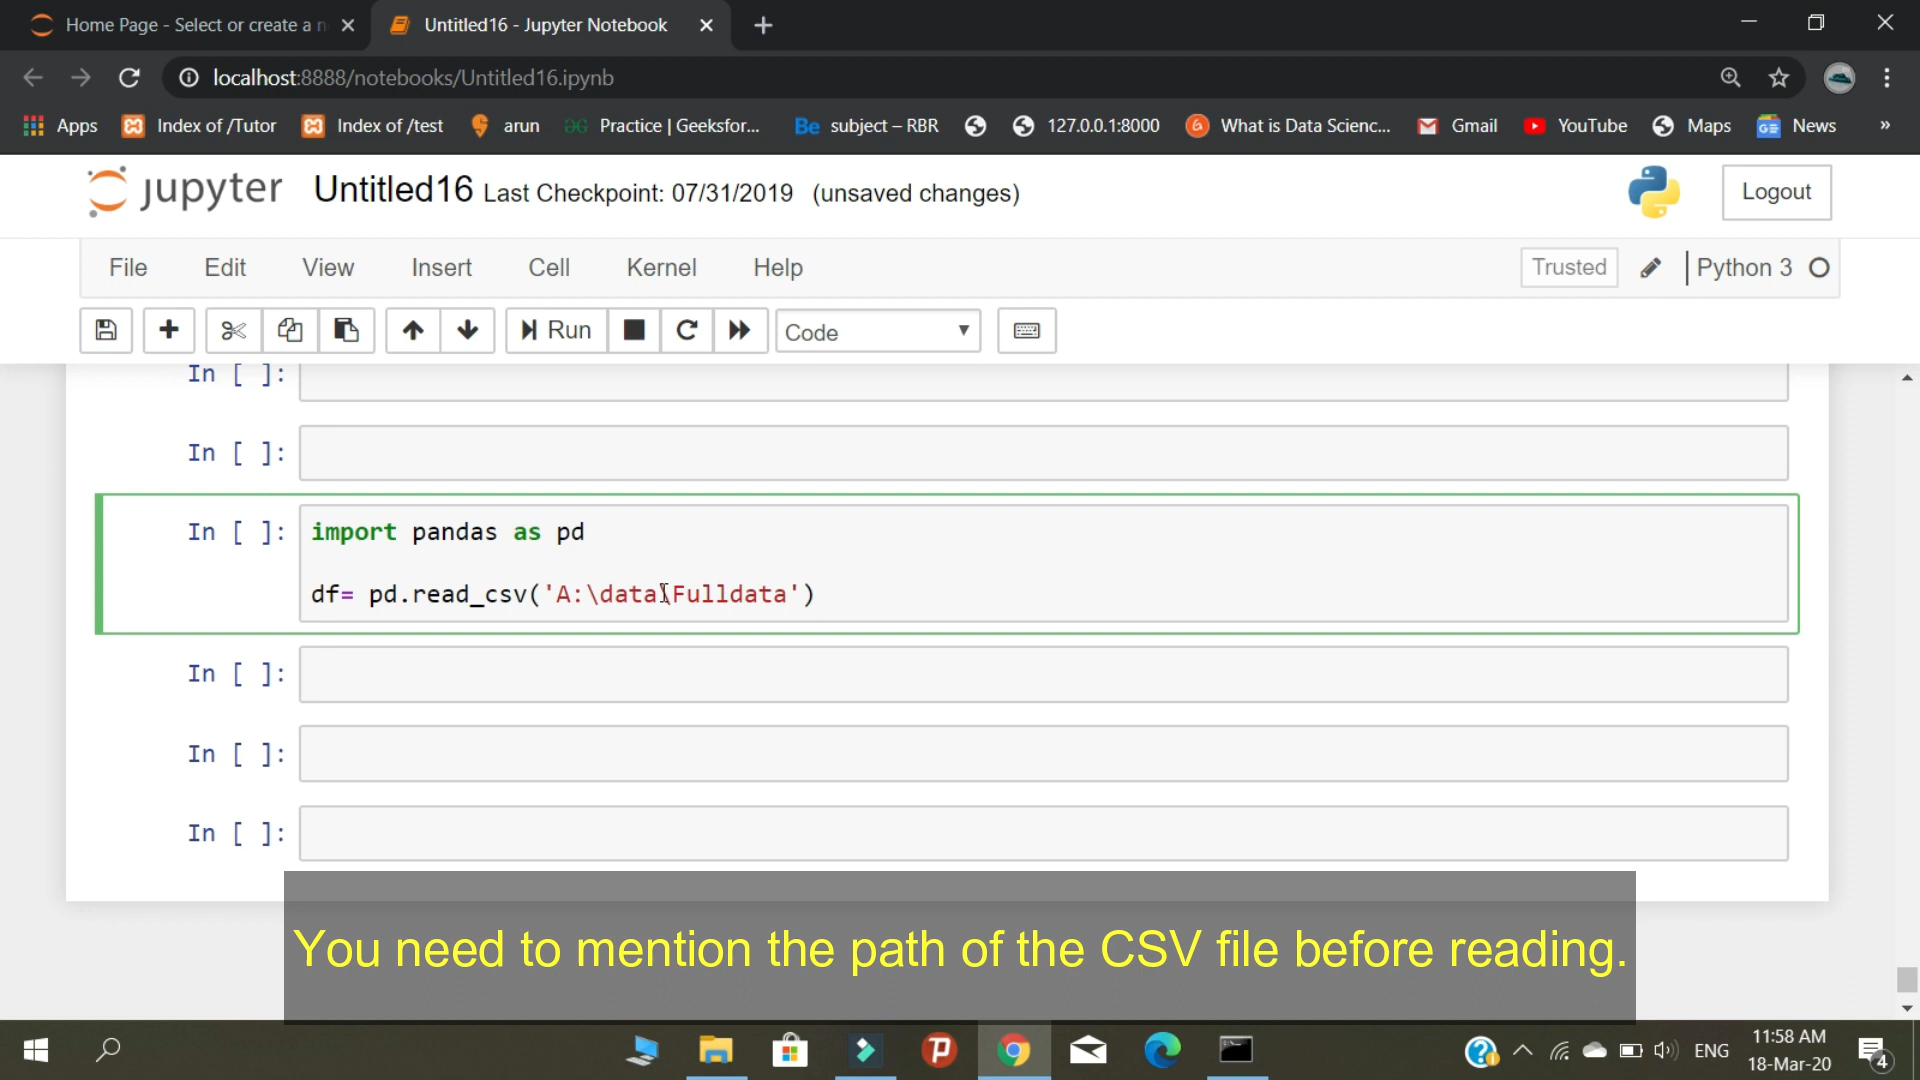 Home Page - Select or create a n
Untitled16 - Jupyter Notebook
localhost:8888/notebooks/Untitled16.ipynb
Apps
Index of /Tutor
Index of /test
arun
Practice | Geeksfor...
Be subject – RBR
127.0.0.1:8000
What is Data Scienc...
Gmail
YouTube
Maps
News
»
jupyter Untitled16 Last Checkpoint: 07/31/2019 (unsaved changes)
Logout
File Edit View Insert Cell Kernel Help
Trusted
Python 3
Run
Code
In [ ]:
In [ ]:
In [ ]: import pandas as pd
df= pd.read_csv('A:\data\Fulldata')
In [ ]:
In [ ]:
In [ ]:
You need to mention the path of the CSV file before reading.
ENG
11:58 AM
18-Mar-20
4